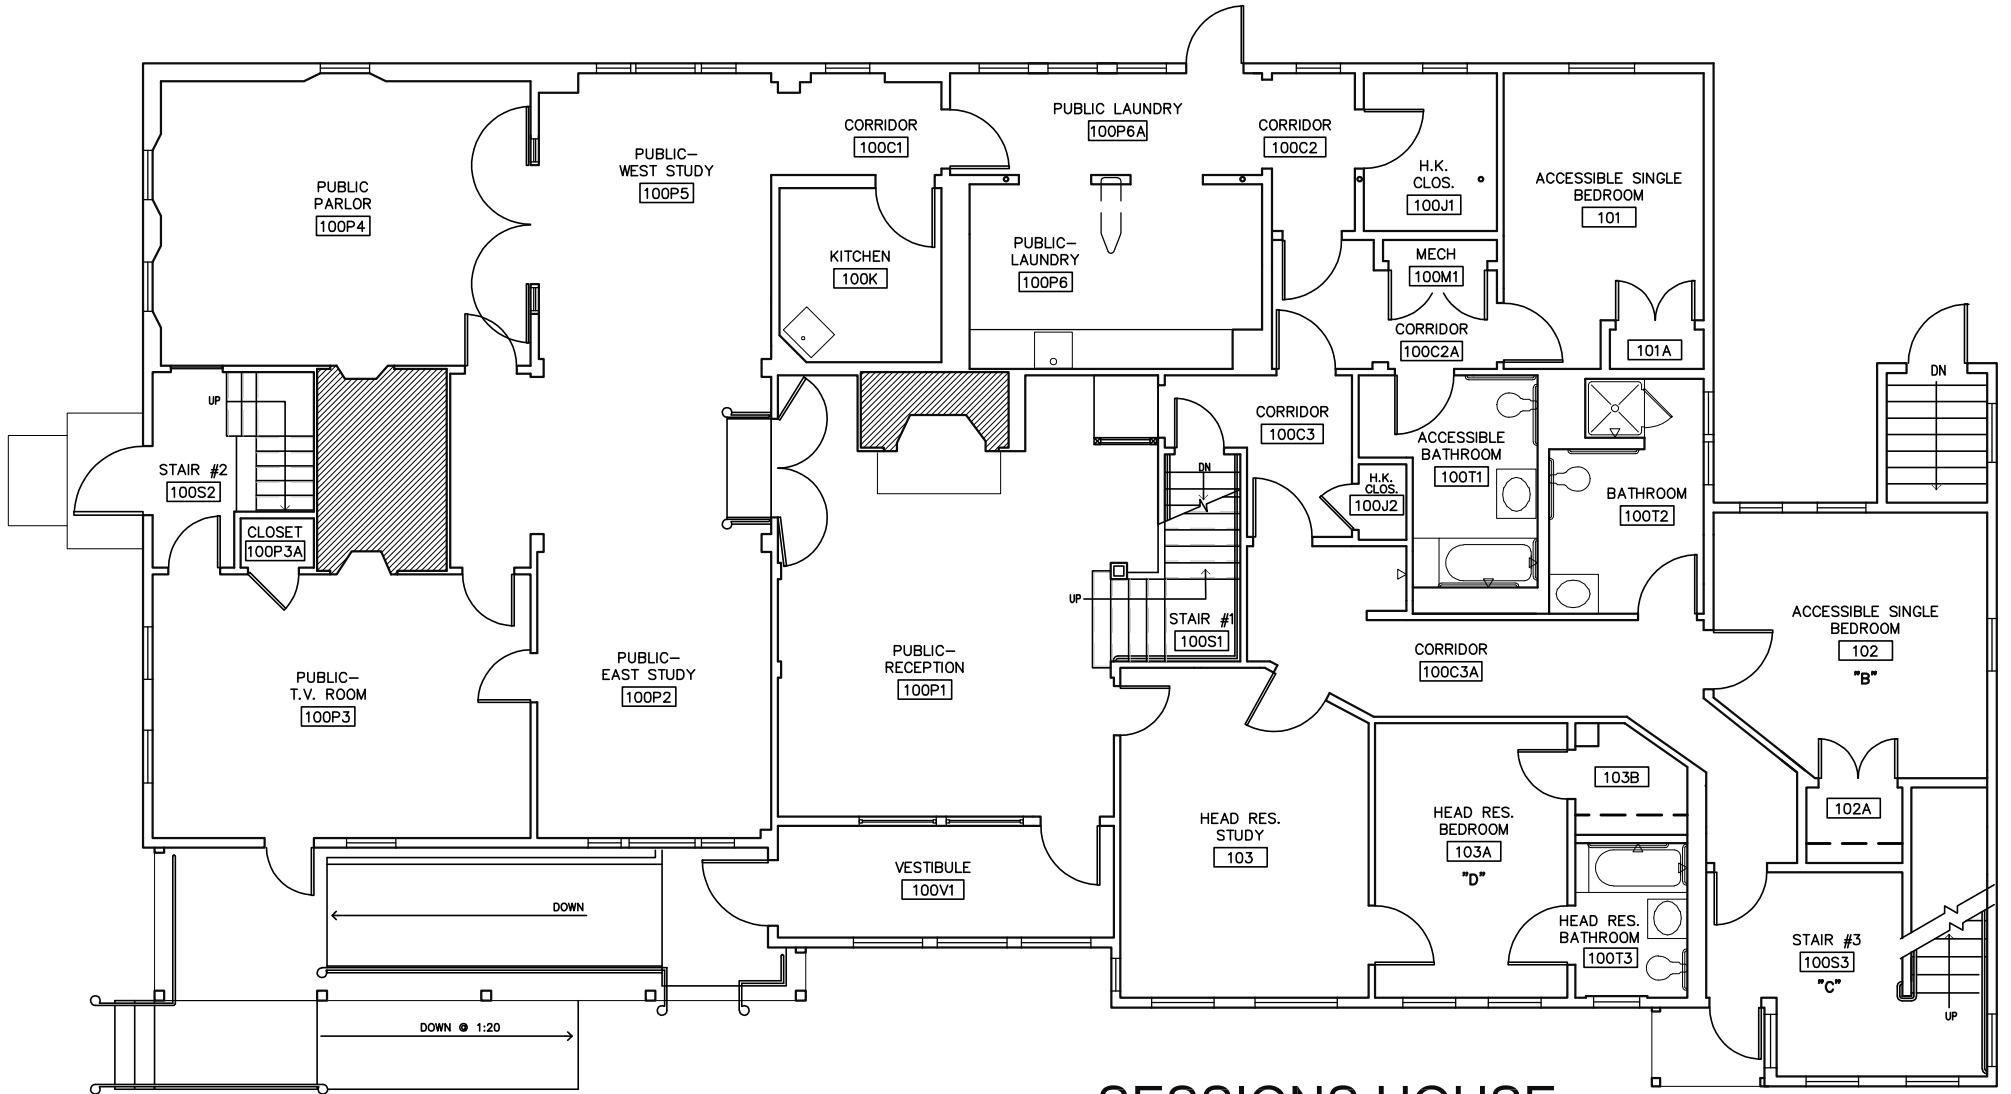 PUBLIC
PARLOR
100P4
PUBLIC-
WEST STUDY
100P5
CORRIDOR
100C1
PUBLIC LAUNDRY
100P6A
CORRIDOR
100C2
H.K.
CLOS.
100J1
ACCESSIBLE SINGLE
BEDROOM
101
KITCHEN
100K
PUBLIC-
LAUNDRY
100P6
MECH
100M1
CORRIDOR
100C2A
101A
UP
STAIR #2
100S2
CLOSET
100P3A
CORRIDOR
100C3
DN
H.K.
CLOS.
100J2
ACCESSIBLE
BATHROOM
100T1
BATHROOM
100T2
DN
UP
STAIR #1
100S1
PUBLIC-
T.V. ROOM
100P3
PUBLIC-
EAST STUDY
100P2
PUBLIC-
RECEPTION
100P1
CORRIDOR
100C3A
ACCESSIBLE SINGLE
BEDROOM
102
"B"
103B
102A
HEAD RES.
STUDY
103
HEAD RES.
BEDROOM
103A
"D"
VESTIBULE
100V1
DOWN
HEAD RES.
BATHROOM
100T3
STAIR #3
100S3
"C"
UP
DOWN @ 1:20
SESSIONS HOUSE